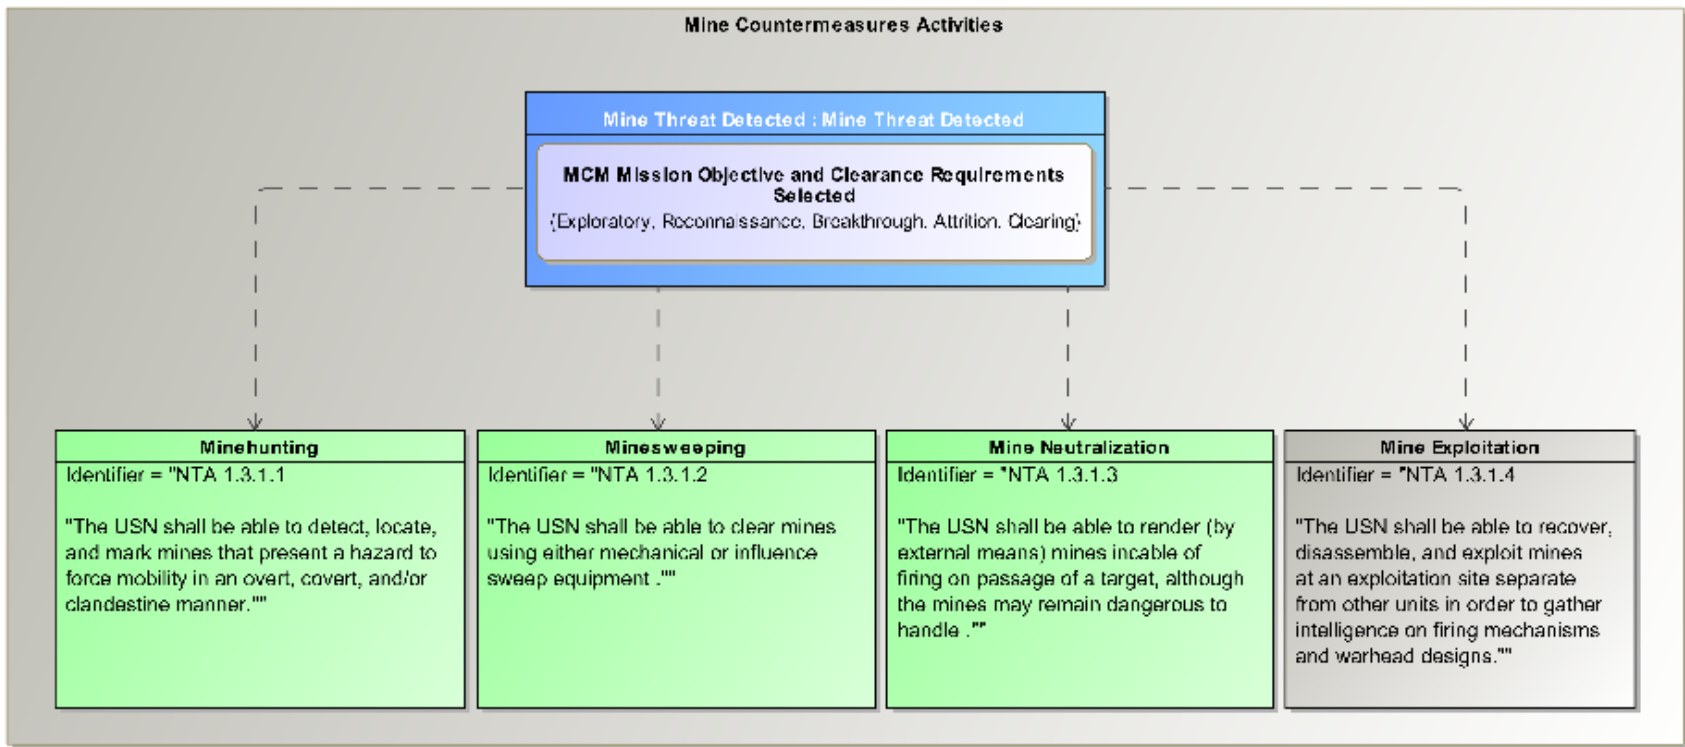 Mine Countermeasures Activities
Mine Threat Detected : Mine Threat Detected
MCM Mission Objective and Clearance Requirements
Selected
{Exploratory, Reconnaissance, Breakthrough, Attrition, Clearing}
Minehunting
Identifier = "NTA 1.3.1.1
"The USN shall be able to detect, locate,
and mark mines that present a hazard to
force mobility in an overt, covert, and/or
clandestine manner.""
Minesweeping
Identifier = "NTA 1.3.1.2
"The USN shall be able to clear mines
using either mechanical or influence
sweep equipment .""
Mine Neutralization
Identifier = "NTA 1.3.1.3
"The USN shall be able to render (by
external means) mines incable of
firing on passage of a target, although
the mines may remain dangerous to
handle .""
Mine Exploitation
Identifier = "NTA 1.3.1.4
"The USN shall be able to recover,
disassemble, and exploit mines
at an exploitation site separate
from other units in order to gather
intelligence on firing mechanisms
and warhead designs.""